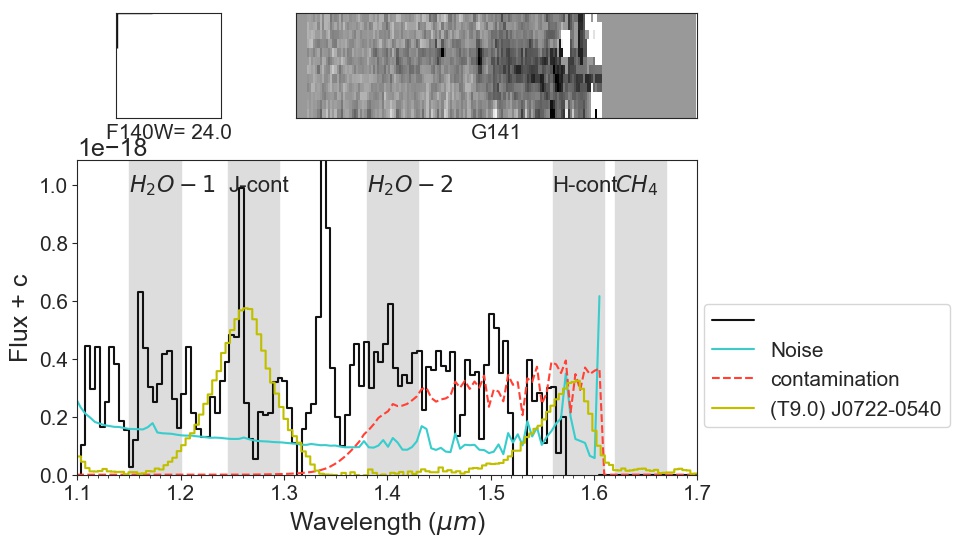 F140W= 24.0
G141
1e−18
H₂O − 1 J-cont H₂O − 2 H-cont CH₄
1.0
0.8
0.6
0.4
0.2
0.0
Flux + c
1.1 1.2 1.3 1.4 1.5 1.6 1.7
Wavelength (μm)
Noise
contamination
(T9.0) J0722-0540